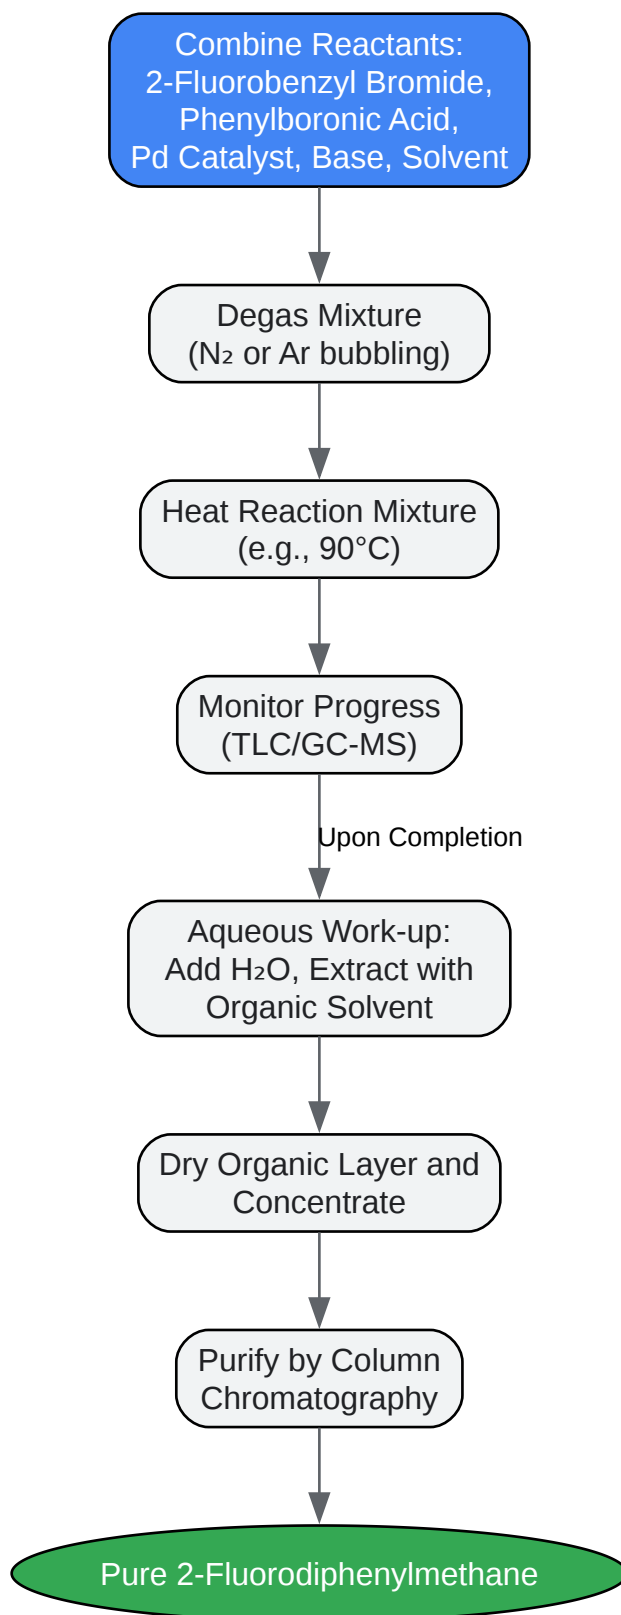 Combine Reactants:
2-Fluorobenzyl Bromide,
Phenylboronic Acid,
Pd Catalyst, Base, Solvent
Degas Mixture
(N₂ or Ar bubbling)
Heat Reaction Mixture
(e.g., 90°C)
Monitor Progress
(TLC/GC-MS)
Upon Completion
Aqueous Work-up:
Add H₂O, Extract with
Organic Solvent
Dry Organic Layer and
Concentrate
Purify by Column
Chromatography
Pure 2-Fluorodiphenylmethane